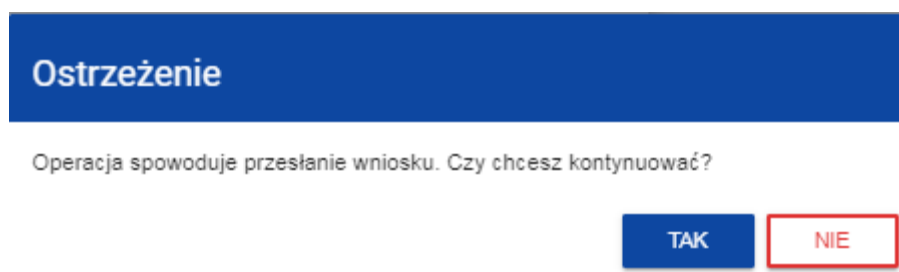 Ostrzeżenie
Operacja spowoduje przesłanie wniosku. Czy chcesz kontynuować?
TAK NIE